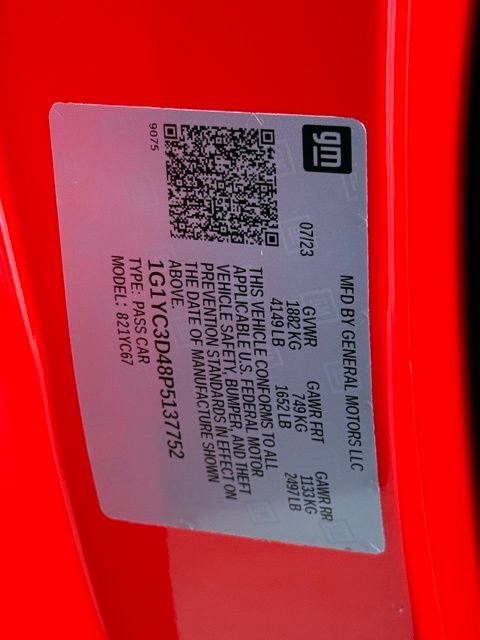 gm
07/23
MFD BY GENERAL MOTORS LLC
GVWR GAWR FRT GAWR RR
1882 KG 749 KG 1133 KG
4149 LB 1652 LB 2497 LB
THIS VEHICLE CONFORMS TO ALL
APPLICABLE U.S. FEDERAL MOTOR
VEHICLE SAFETY, BUMPER, AND THEFT
PREVENTION STANDARDS IN EFFECT ON
THE DATE OF MANUFACTURE SHOWN
ABOVE.
1G1YC3D48P5137752
TYPE: PASS CAR
MODEL: 821YC67
9075